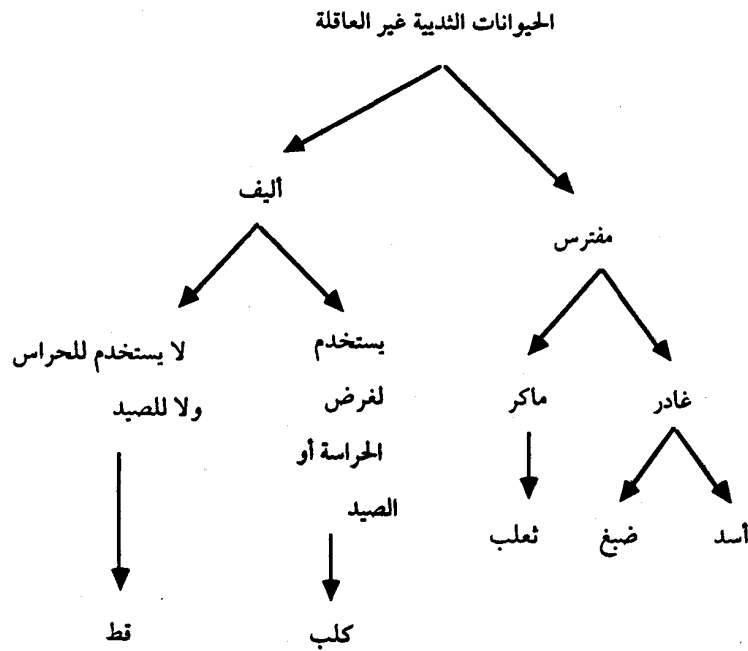 الحيوانات الثديية غير العاقلة
أليف
مفترس
يستخدم
لا يستخدم للحراس
لغرض
ولا للصيد
ماكر
غادر
الحراسة أو
الصيد
ثعلب
ضبغ
أسد
كلب
قط